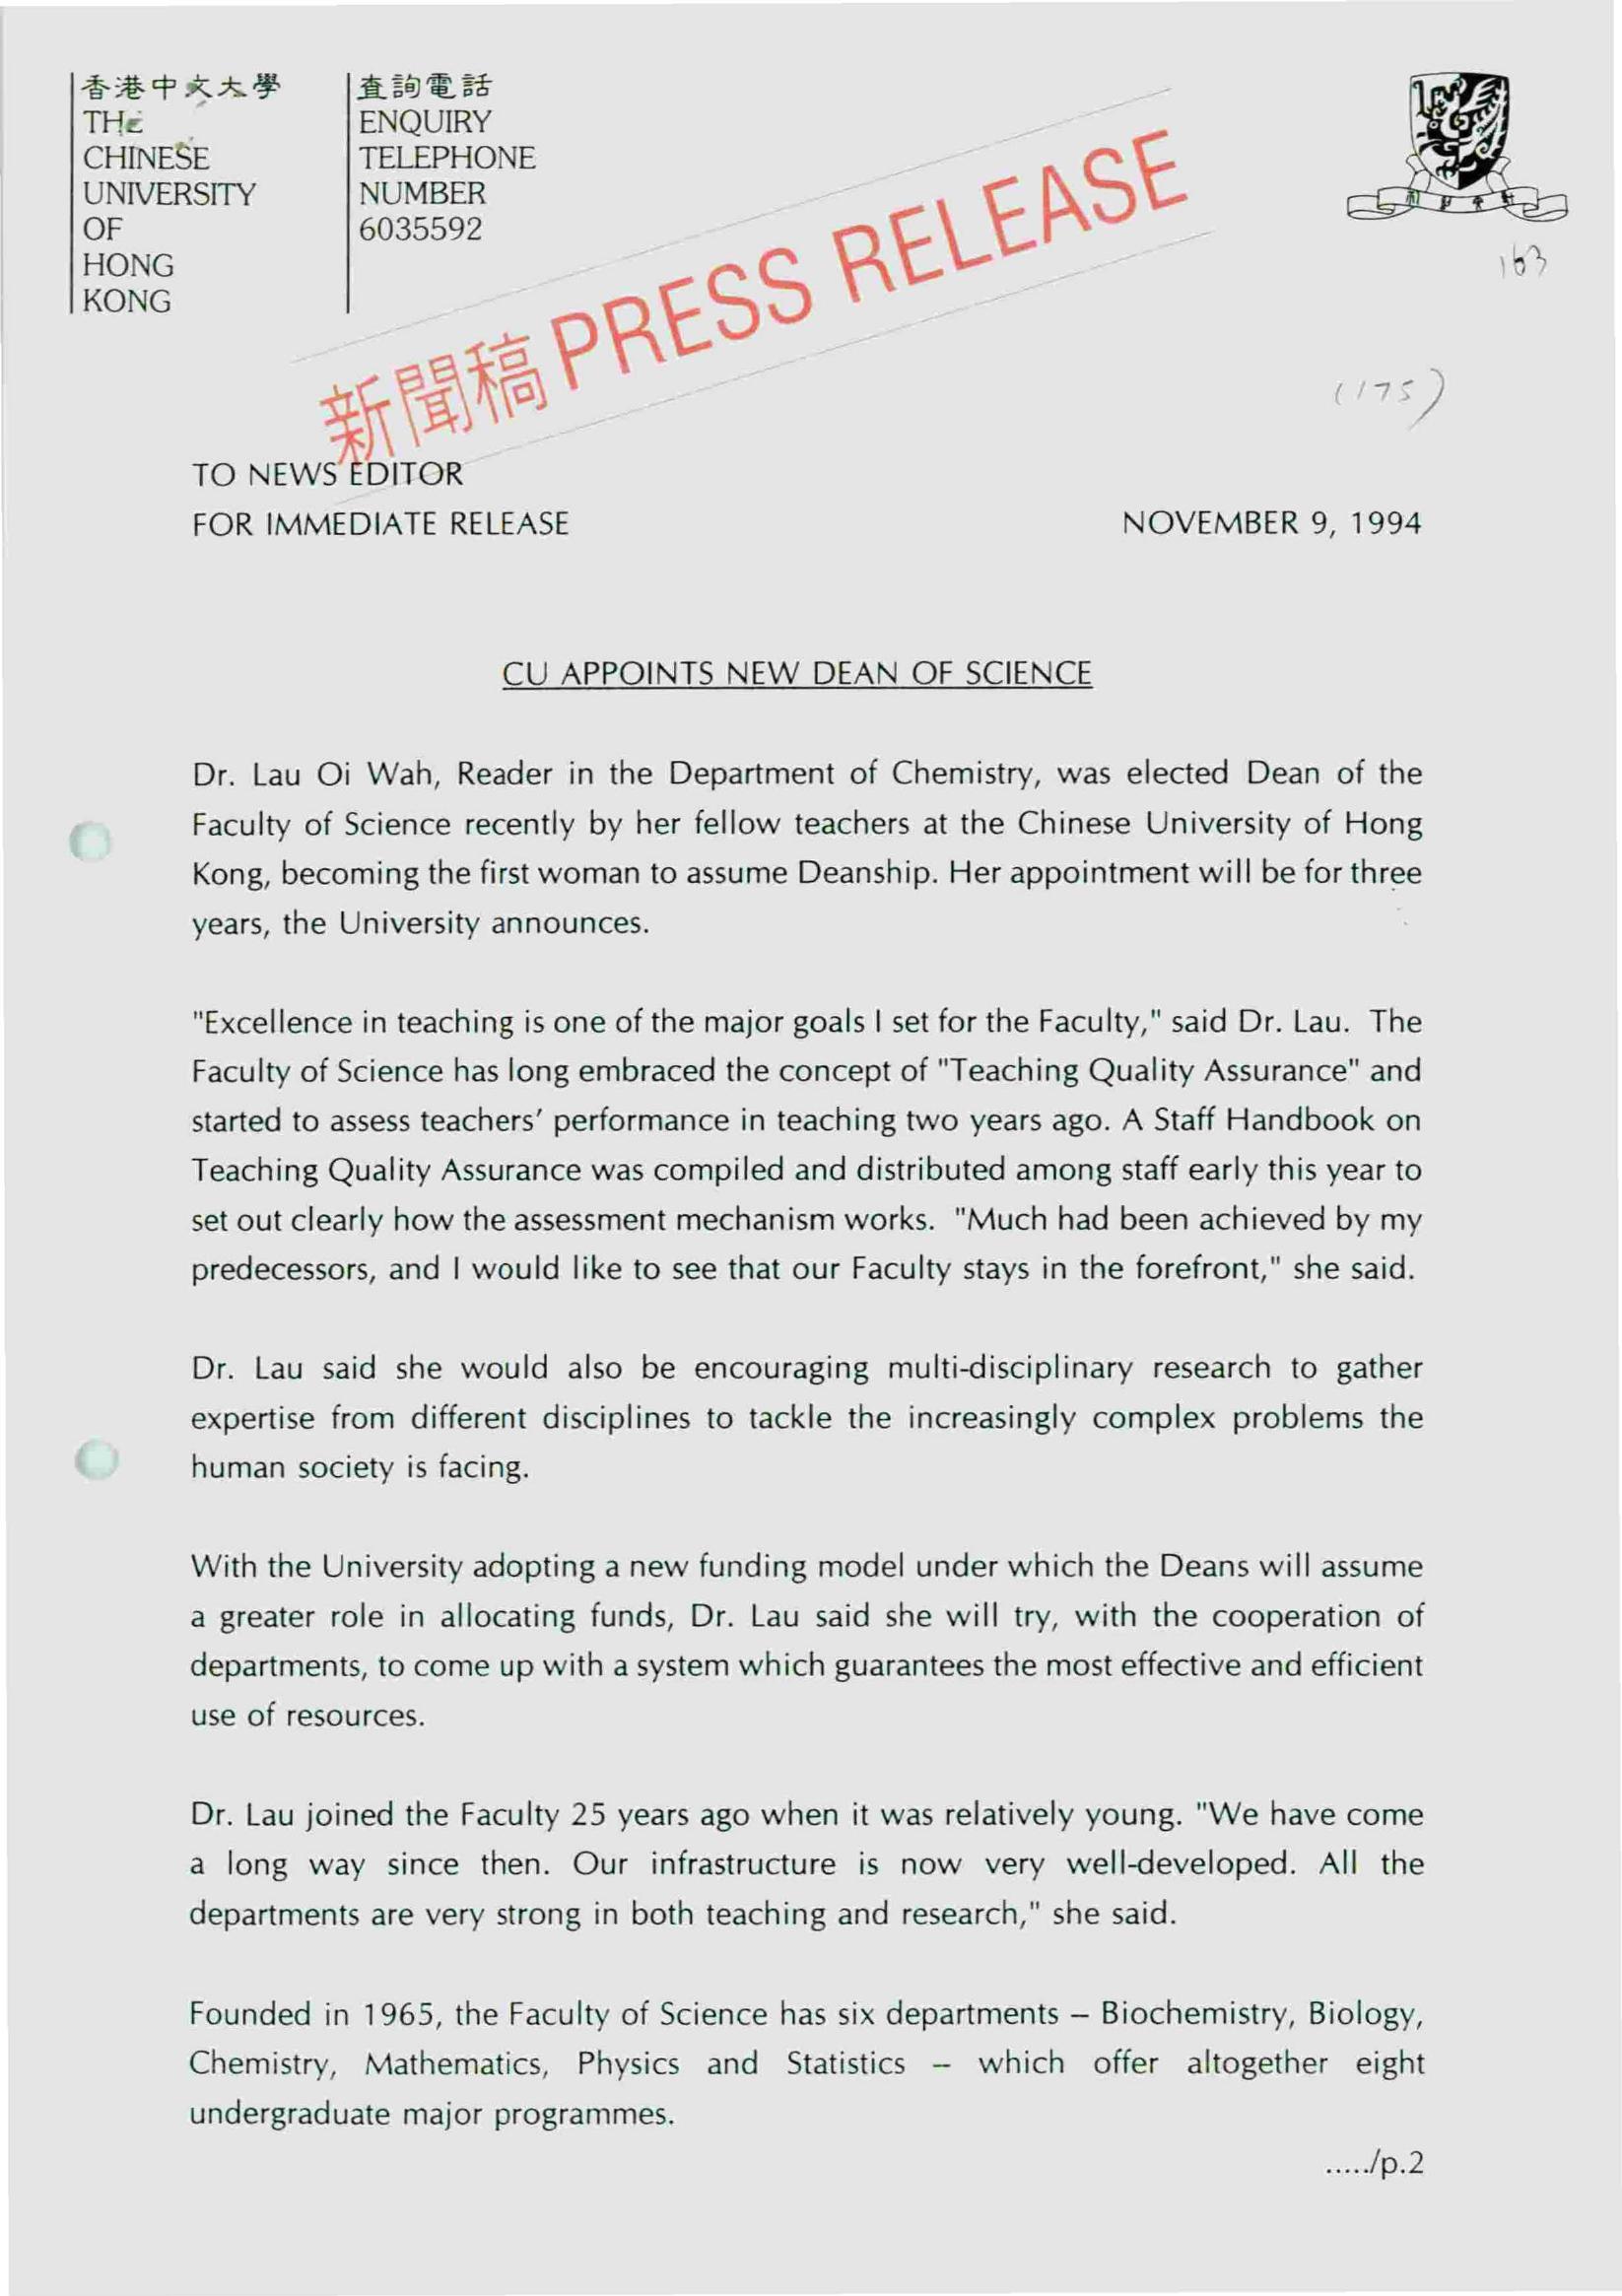 香港中文大學
THE
CHINESE
UNIVERSITY
OF
HONG
KONG
查詢電話
ENQUIRY
TELEPHONE
NUMBER
6035592
新聞稿 PRESS RELEASE
163
(175)
TO NEWS EDITOR
FOR IMMEDIATE RELEASE NOVEMBER 9, 1994
CU APPOINTS NEW DEAN OF SCIENCE
Dr. Lau Oi Wah, Reader in the Department of Chemistry, was elected Dean of the
Faculty of Science recently by her fellow teachers at the Chinese University of Hong
Kong, becoming the first woman to assume Deanship. Her appointment will be for three
years, the University announces.
"Excellence in teaching is one of the major goals I set for the Faculty," said Dr. Lau. The
Faculty of Science has long embraced the concept of "Teaching Quality Assurance" and
started to assess teachers' performance in teaching two years ago. A Staff Handbook on
Teaching Quality Assurance was compiled and distributed among staff early this year to
set out clearly how the assessment mechanism works. "Much had been achieved by my
predecessors, and I would like to see that our Faculty stays in the forefront," she said.
Dr. Lau said she would also be encouraging multi-disciplinary research to gather
expertise from different disciplines to tackle the increasingly complex problems the
human society is facing.
With the University adopting a new funding model under which the Deans will assume
a greater role in allocating funds, Dr. Lau said she will try, with the cooperation of
departments, to come up with a system which guarantees the most effective and efficient
use of resources.
Dr. Lau joined the Faculty 25 years ago when it was relatively young. "We have come
a long way since then. Our infrastructure is now very well-developed. All the
departments are very strong in both teaching and research," she said.
Founded in 1965, the Faculty of Science has six departments – Biochemistry, Biology,
Chemistry, Mathematics, Physics and Statistics – which offer altogether eight
undergraduate major programmes.
...../p.2